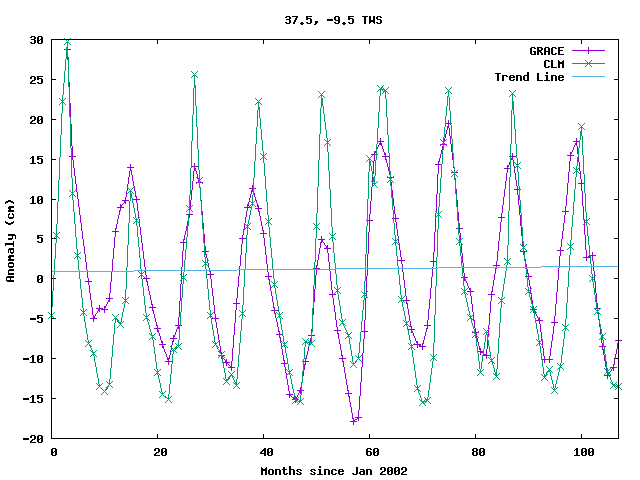 37.5, -9.5 TWS
GRACE
CLM
Trend Line
30
25
20
15
10
5
0
-5
-10
-15
-20
Anomaly (cm)
0 20 40 60 80 100
Months since Jan 2002